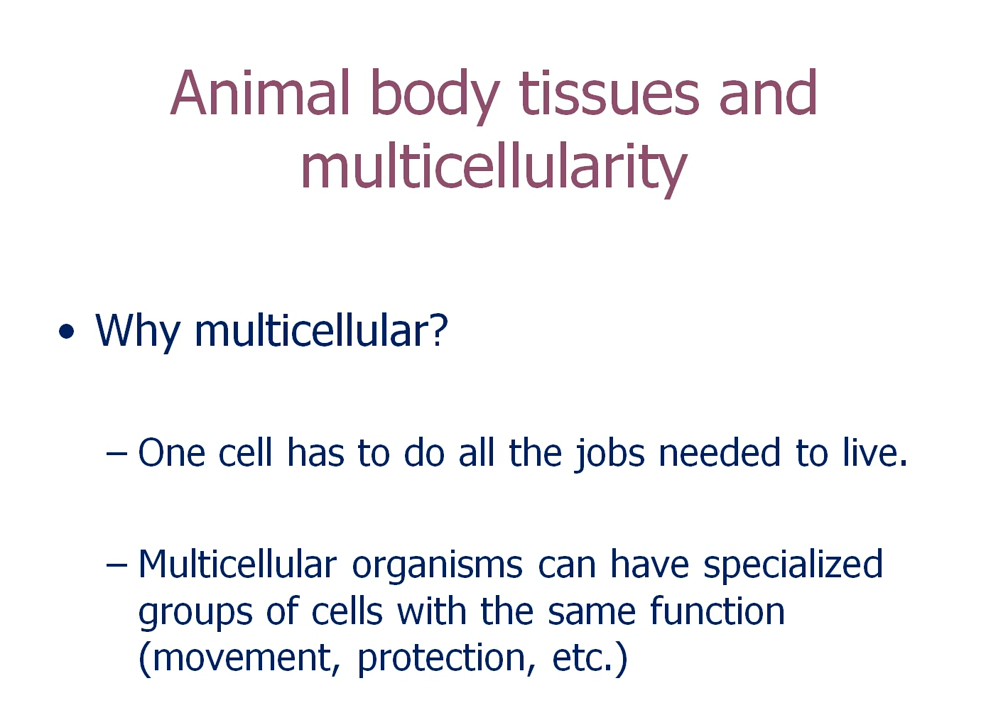 Animal body tissues and
multicellularity
• Why multicellular?
– One cell has to do all the jobs needed to live.
– Multicellular organisms can have specialized
groups of cells with the same function
(movement, protection, etc.)